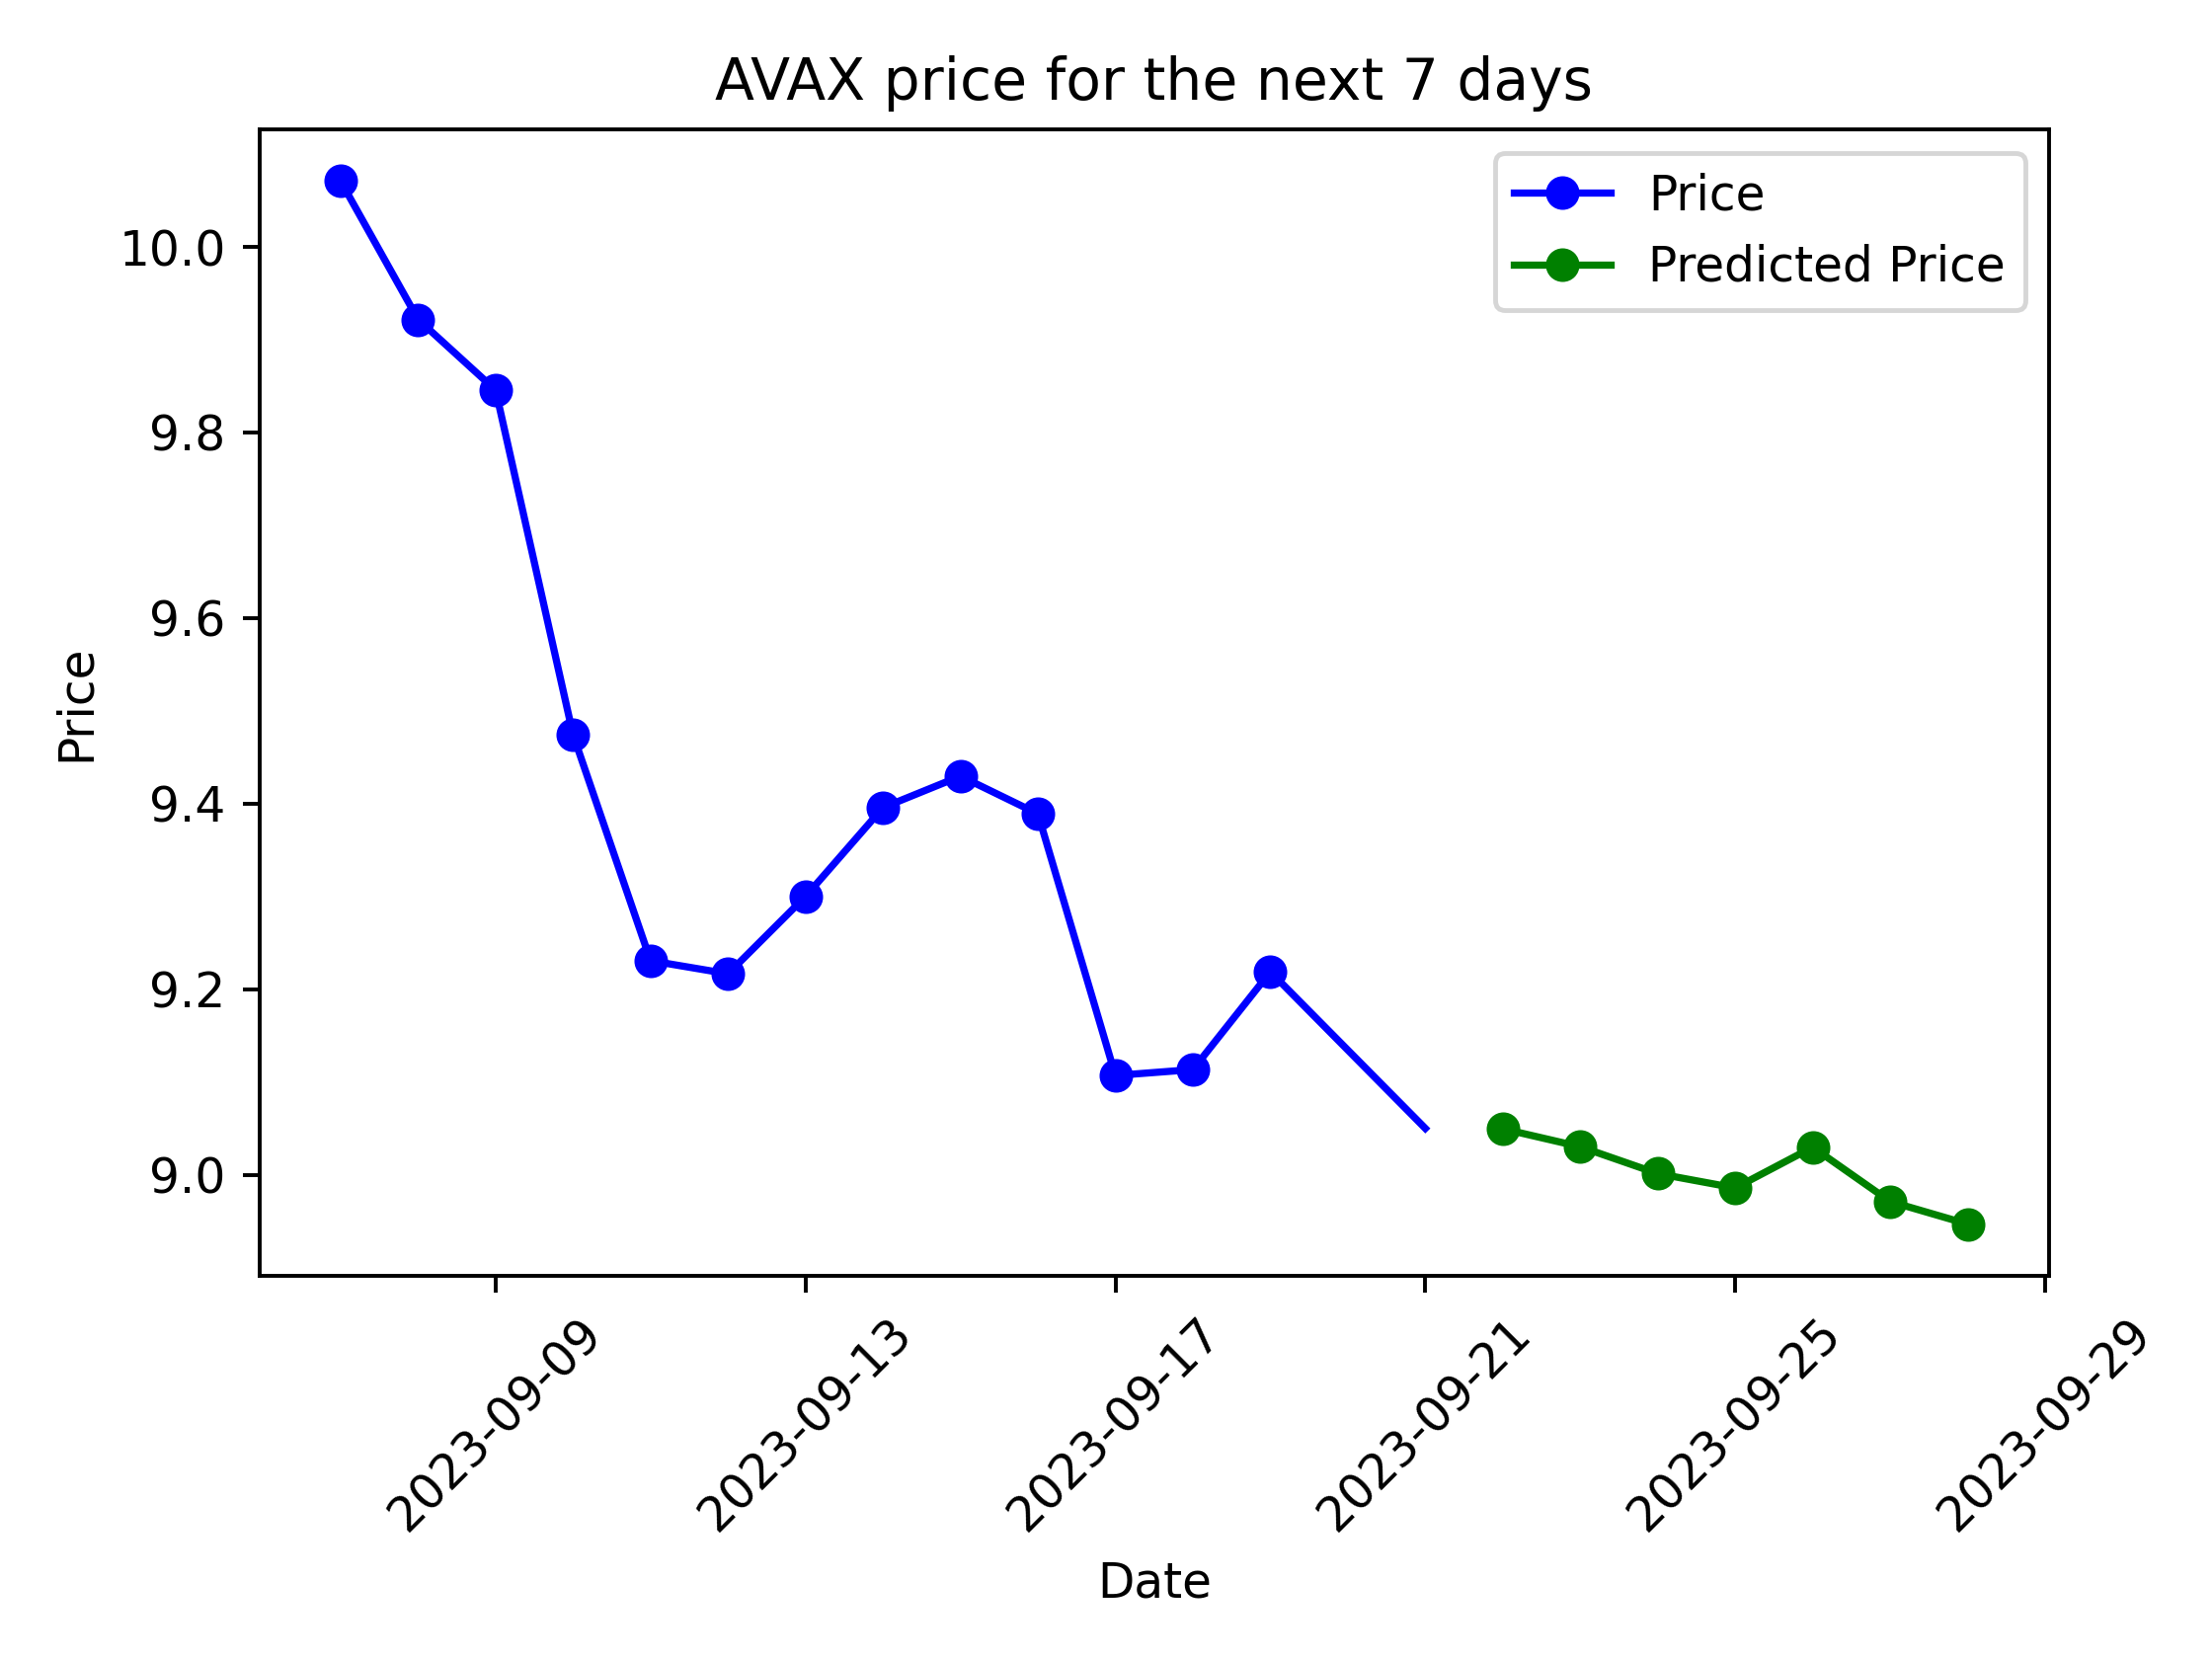 AVAX price for the next 7 days
Price
Predicted Price
10.0
9.8
9.6
9.4
9.2
9.0
Price
2023-09-09
2023-09-13
2023-09-17
2023-09-21
2023-09-25
2023-09-29
Date